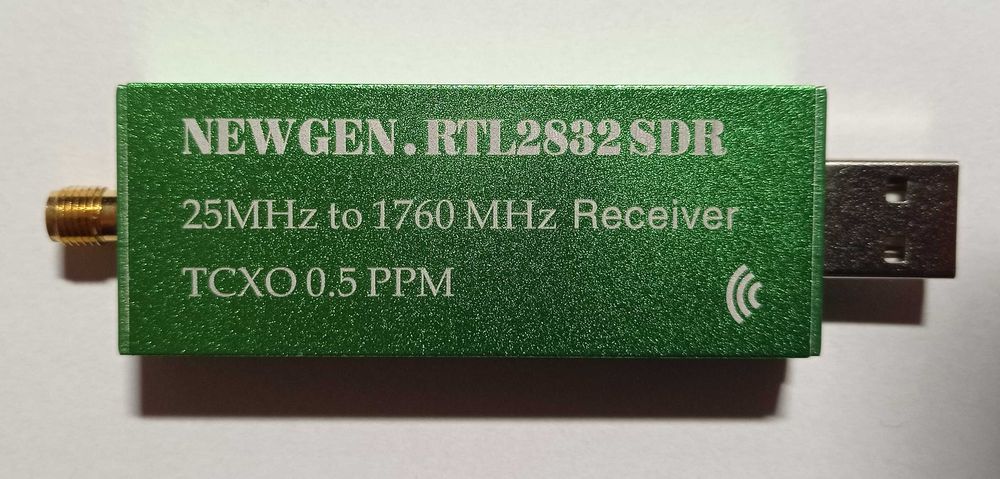 NEWGEN.RTL2832 SDR
25MHz to 1760 MHz Receiver
TCXO 0.5 PPM